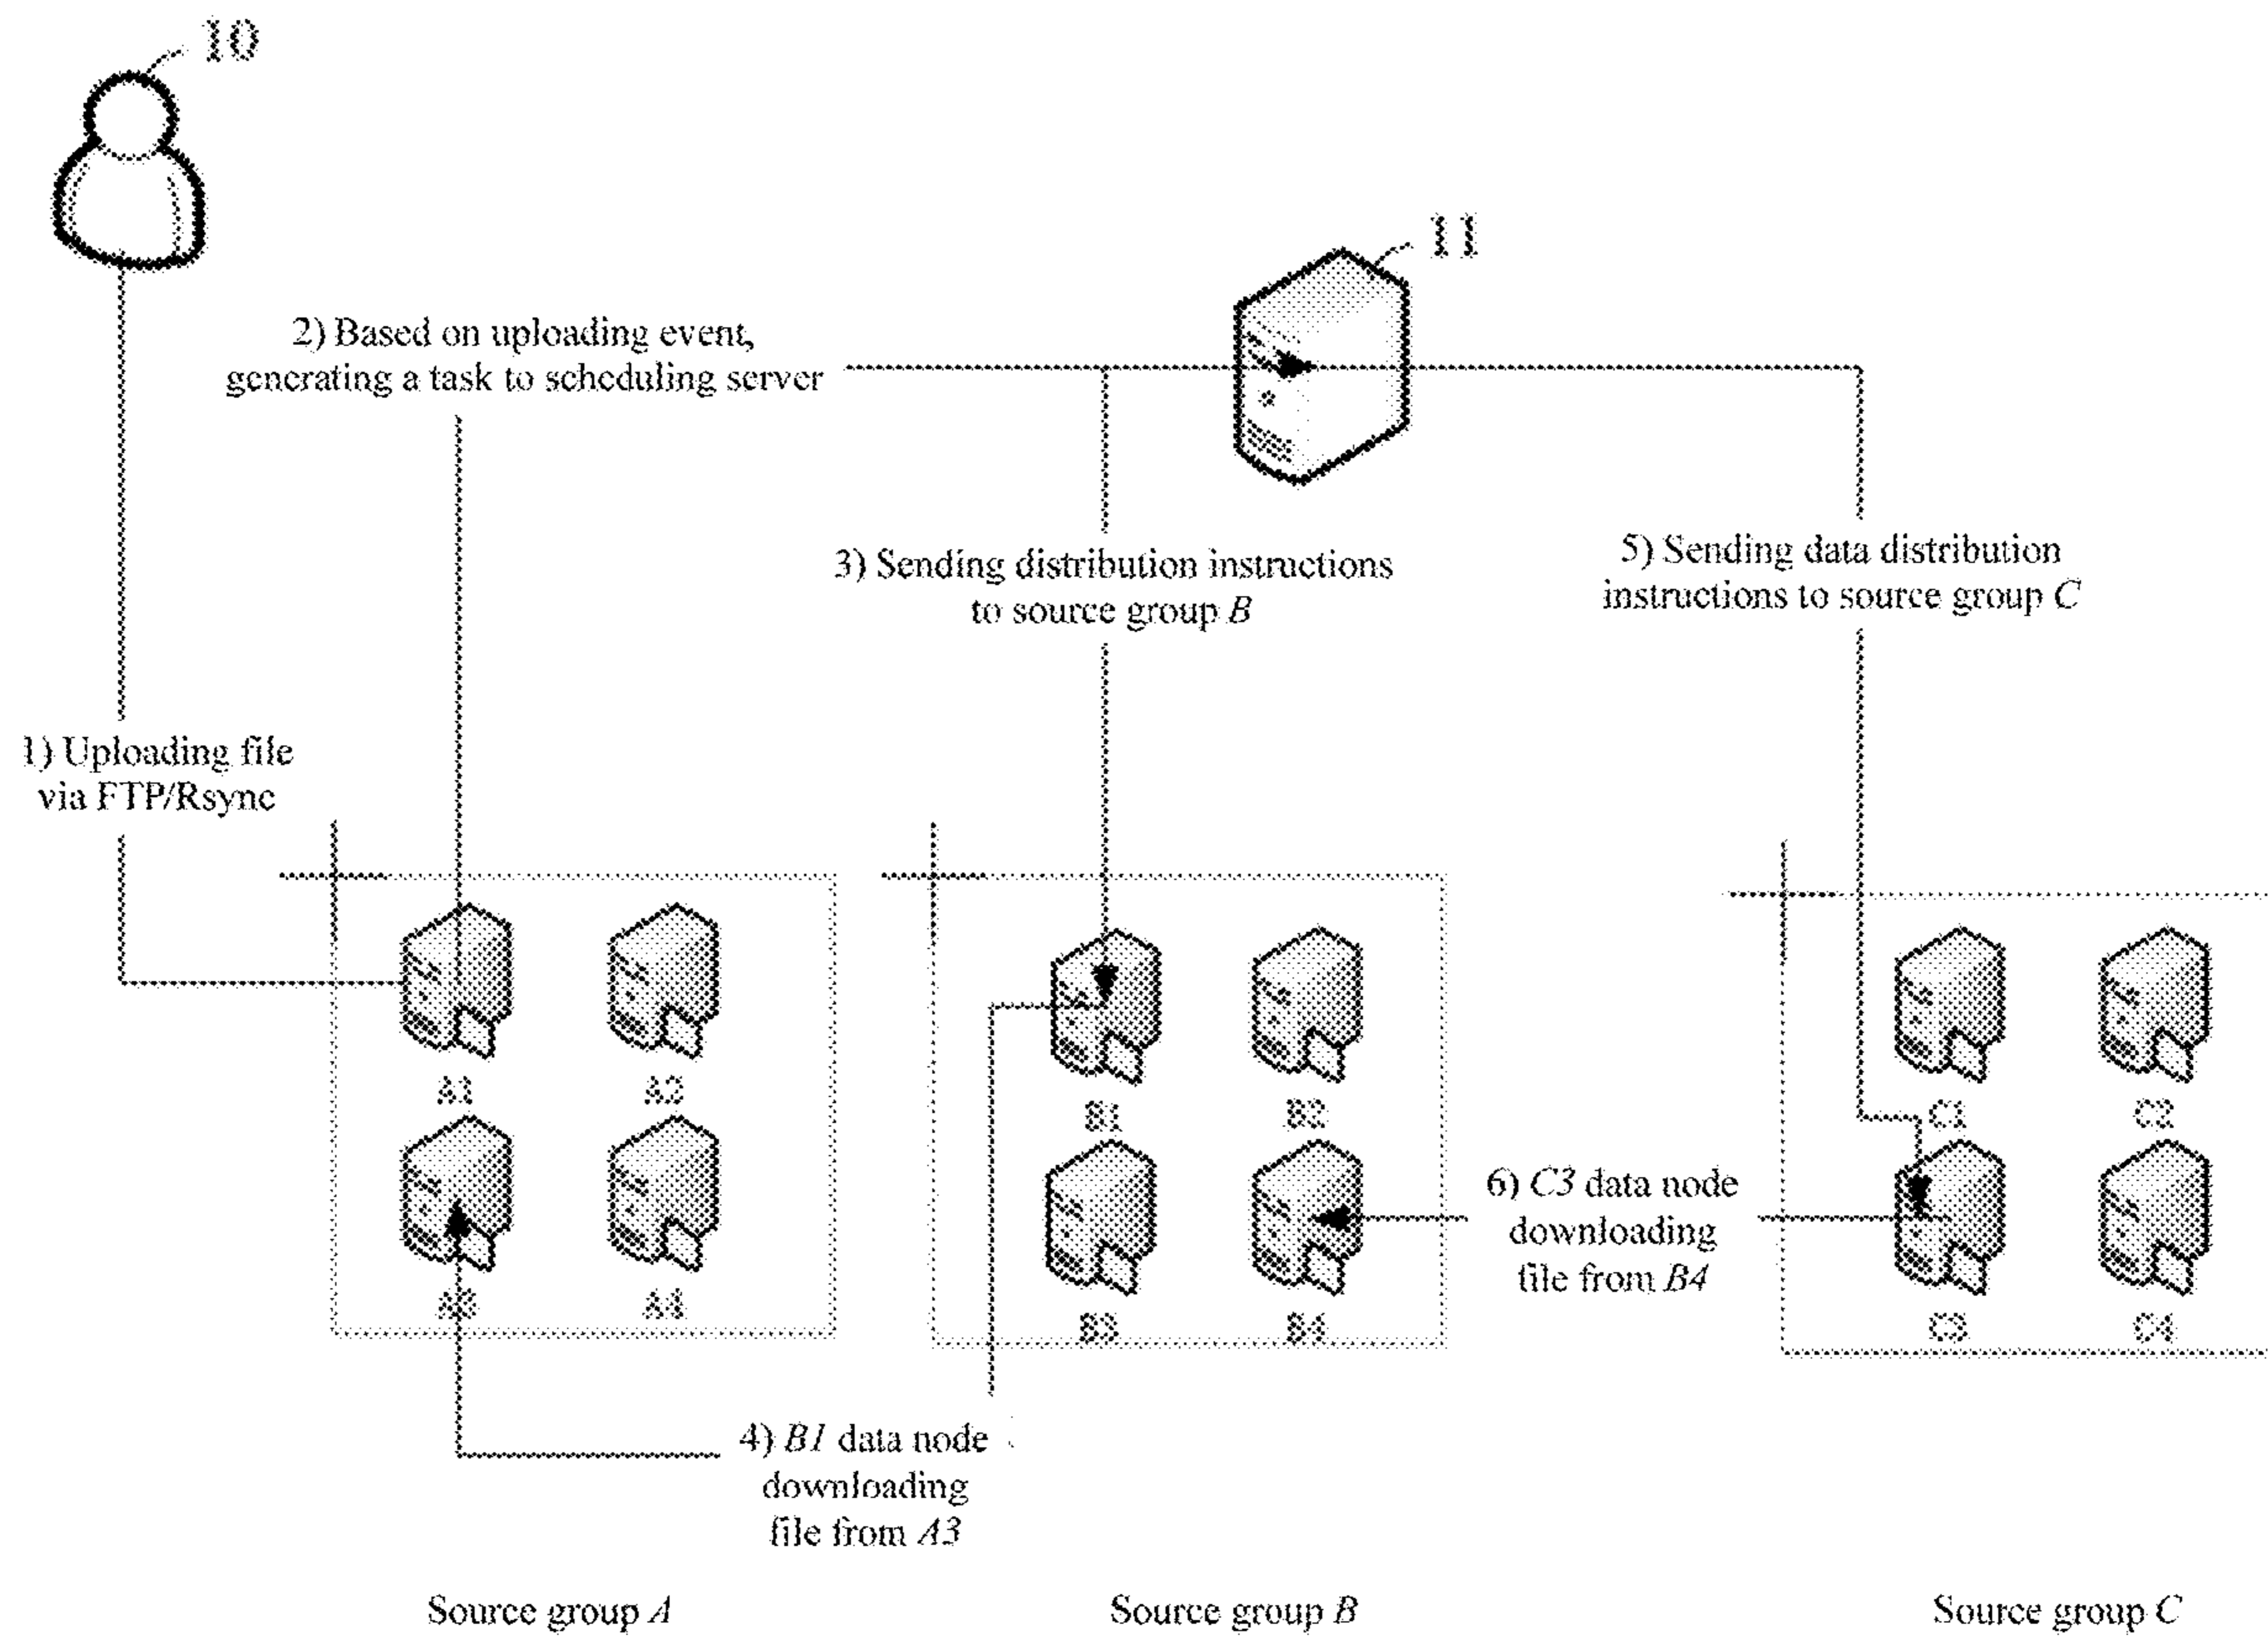 10
11
2) Based on uploading event,
generating a task to scheduling server
3) Sending distribution instructions
to source group B
5) Sending data distribution
instructions to source group C
1) Uploading file
via FTP/Rsync
A1
A2
B1
B2
C1
C2
6) C3 data node
downloading
file from B4
A3
A4
B3
B4
C3
C4
4) B1 data node
downloading
file from A3
Source group A
Source group B
Source group C